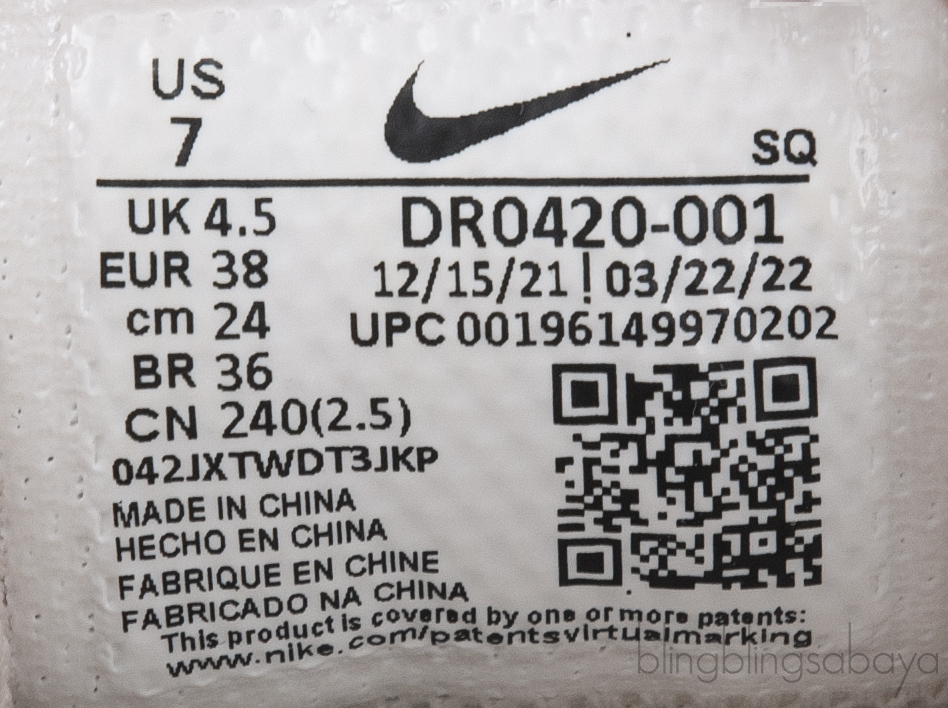 US
7
SQ
UK 4.5
EUR 38
cm 24
BR 36
CN 240(2.5)
DR0420-001
12/15/21 | 03/22/22
UPC 00196149970202
042JXTWDT3JKP
MADE IN CHINA
HECHO EN CHINA
FABRIQUE EN CHINE
FABRICADO NA CHINA
This product is covered by one or more patents:
www.nike.com/patentsvirtualmarking
blingblingsabaya